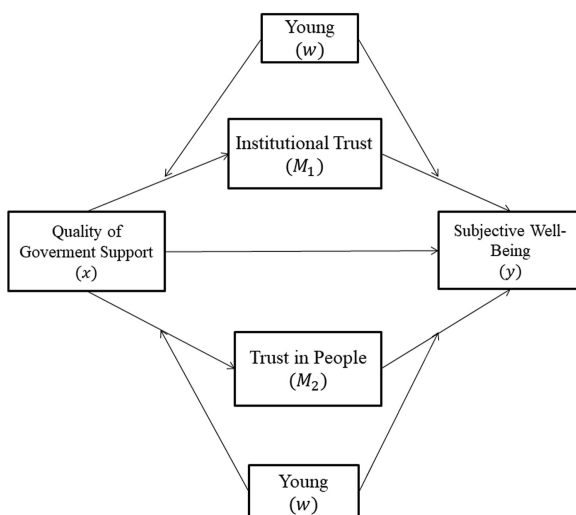 Young
(w)
Institutional Trust
(M₁)
Quality of
Goverment Support
(x)
Subjective Well-
Being
(y)
Trust in People
(M₂)
Young
(w)